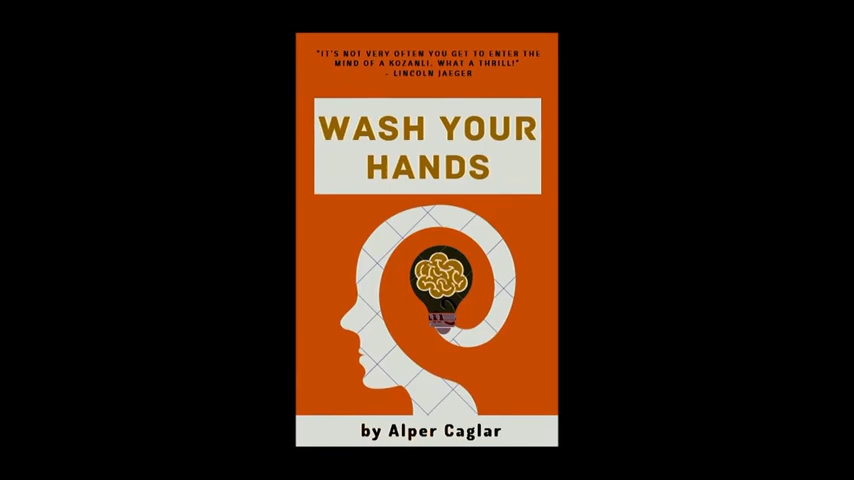 "IT'S NOT VERY OFTEN YOU GET TO ENTER THE
MIND OF A KOZANLI. WHAT A THRILL!"
- LINCOLN JAEGER
WASH YOUR
HANDS
by Alper Caglar